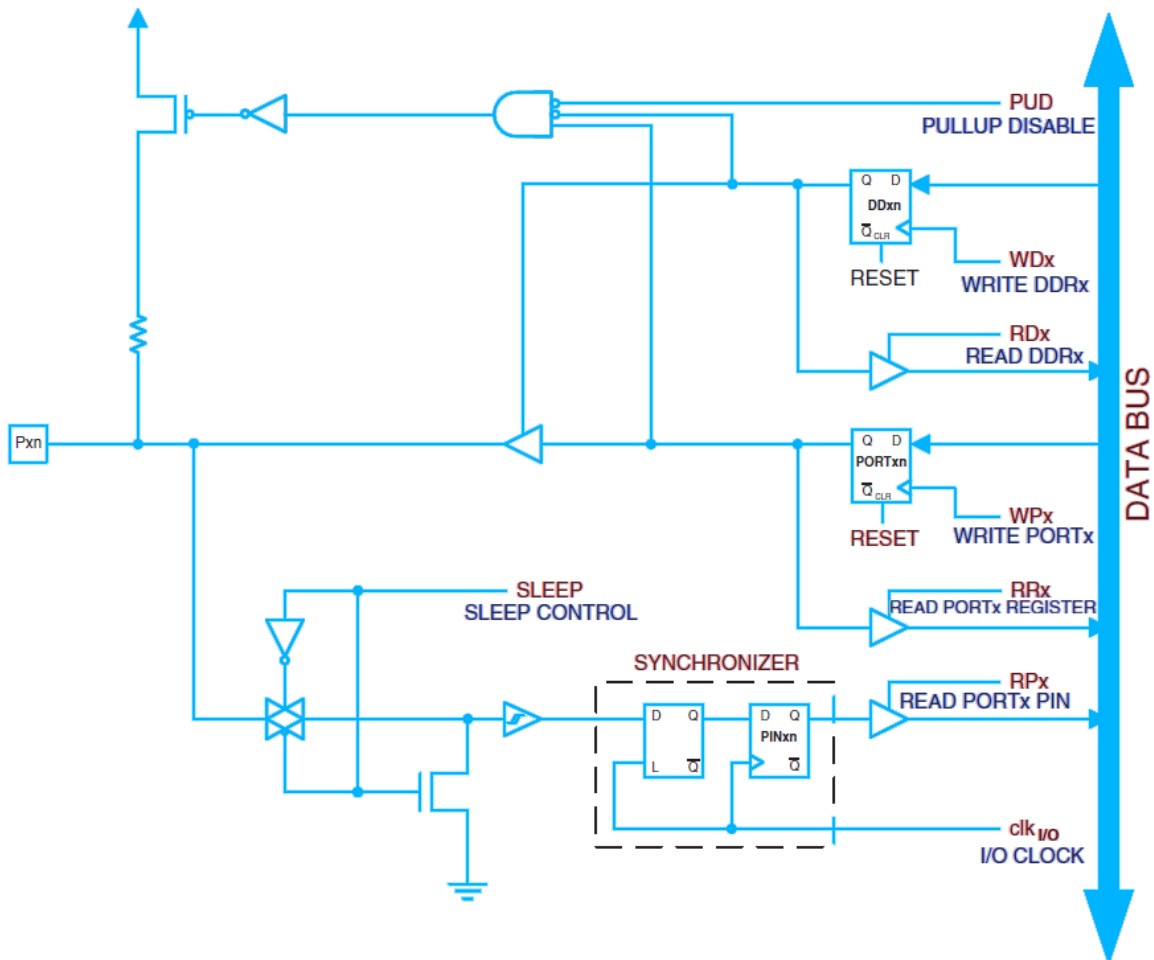 PUD
PULLUP DISABLE
Q D
DDxn
Q CLR
RESET
WDx
WRITE DDRx
RDx
READ DDRx
DATA BUS
Pxn
Q D
PORTxn
Q CLR
RESET
WPx
WRITE PORTx
SLEEP
SLEEP CONTROL
RRx
READ PORTx REGISTER
SYNCHRONIZER
RPx
READ PORTx PIN
D Q
L Q
D Q
PINxn
Q
clk I/O
I/O CLOCK